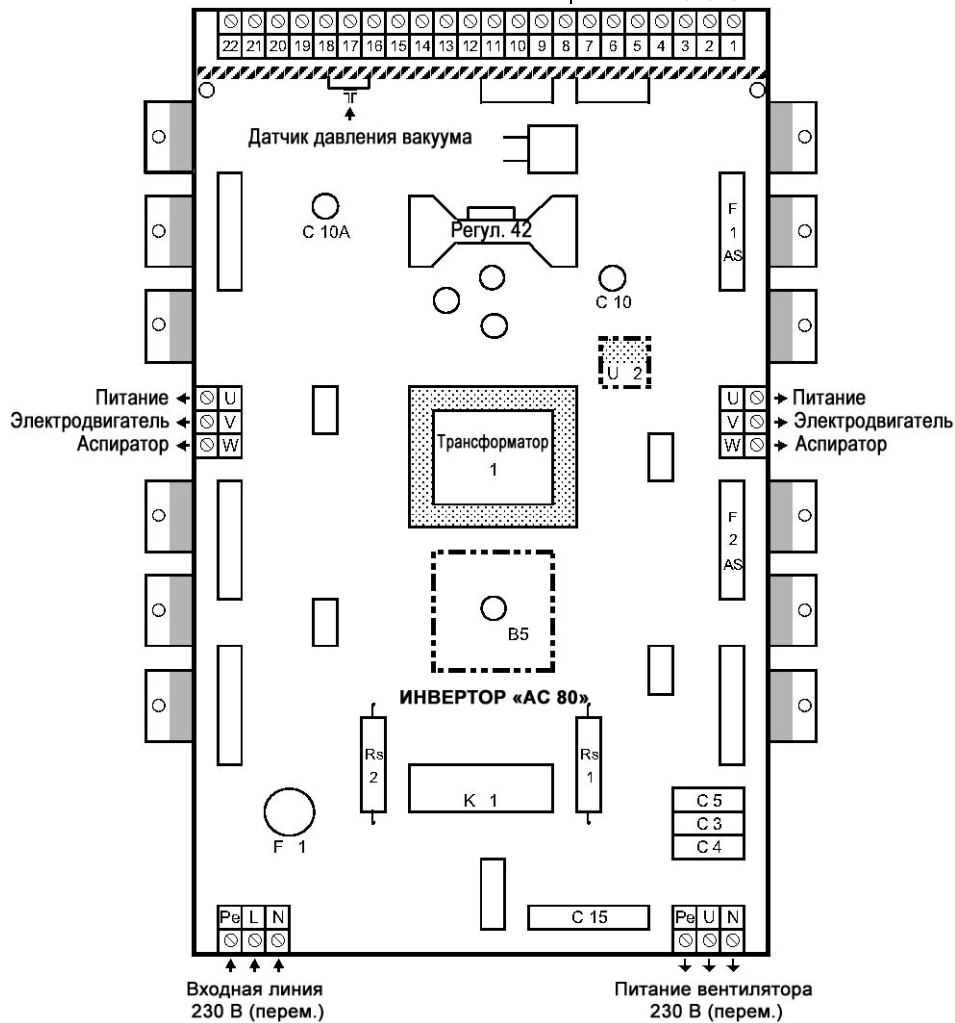 22 21 20 19 18 17 16 15 14 13 12 11 10 9 8 7 6 5 4 3 2 1
Датчик давления вакуума
C 10A
Регул. 42
F
1
AS
C 10
U 2
Питание U
Электродвигатель V
Аспиратор W
U Питание
V Электродвигатель
W Аспиратор
Трансформатор
1
F
2
AS
B5
ИНВЕРТОР «АС 80»
Rs
2
Rs
1
K 1
F 1
C 5
C 3
C 4
Pe L N
C 15
Pe U N
Входная линия
230 В (перем.)
Питание вентилятора
230 В (перем.)